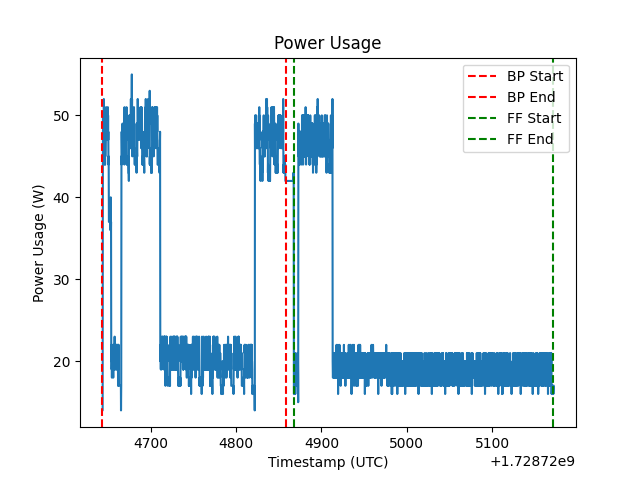 Power Usage
BP Start
BP End
FF Start
FF End
Power Usage (W)
50
40
30
20
4700 4800 4900 5000 5100
+1.72872e9
Timestamp (UTC)